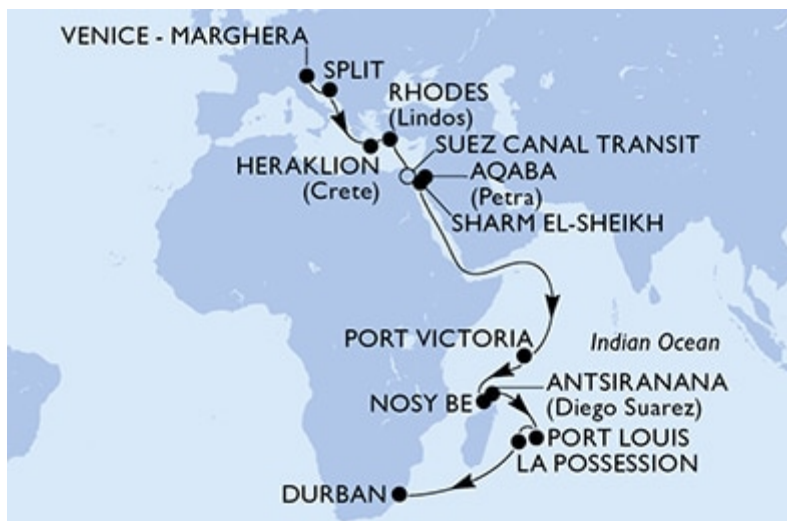 VENICE - MARGHERA
SPLIT
RHODES
(Lindos)
SUEZ CANAL TRANSIT
HERAKLION
(Crete)
AQABA
(Petra)
SHARM EL-SHEIKH
PORT VICTORIA
Indian Ocean
ANTSIRANANA
(Diego Suarez)
NOSY BE
PORT LOUIS
LA POSSESSION
DURBAN